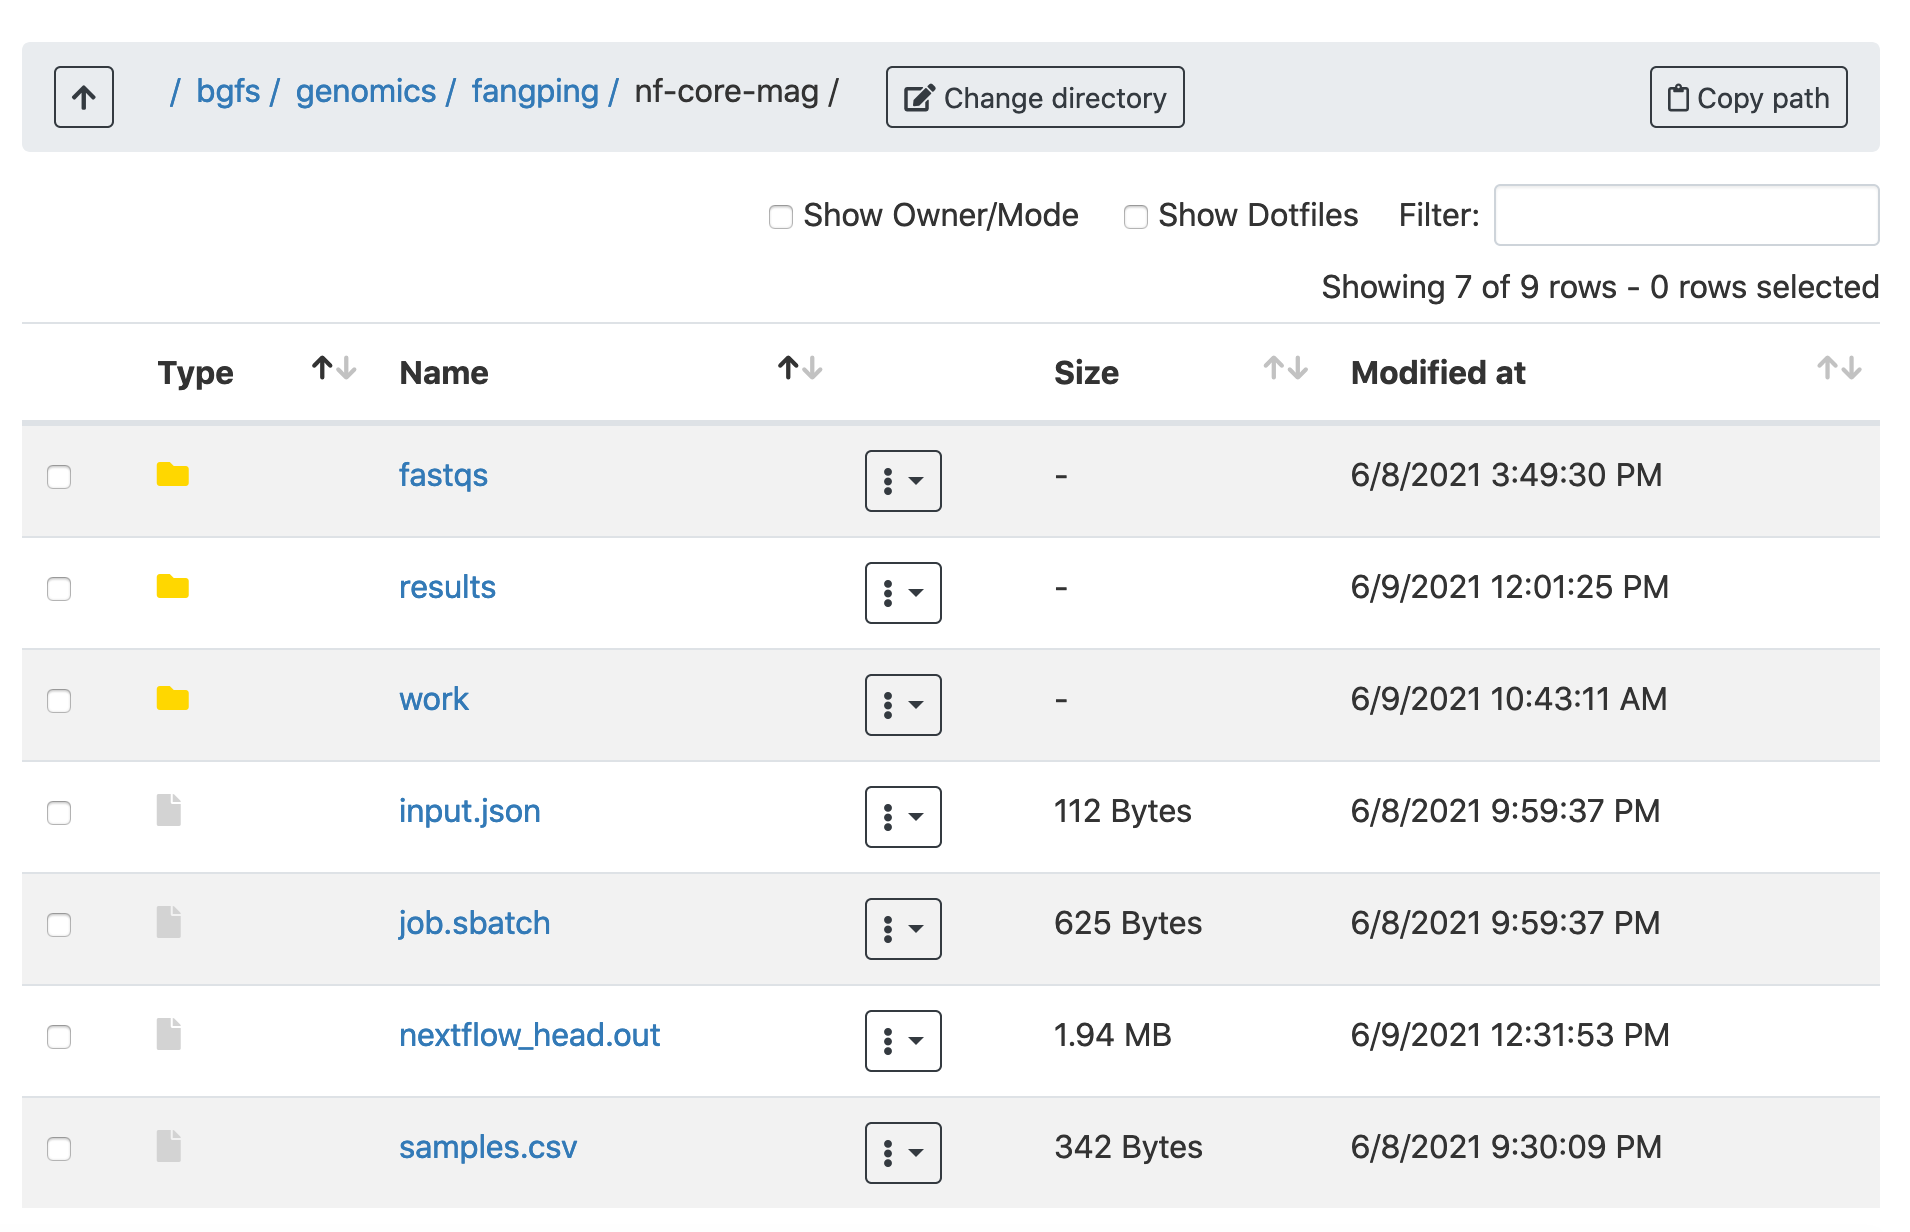 / bgfs / genomics / fangping / nf-core-mag / Change directory Copy path
Show Owner/Mode Show Dotfiles Filter:
Showing 7 of 9 rows - 0 rows selected
Type Name Size Modified at
fastqs - 6/8/2021 3:49:30 PM
results - 6/9/2021 12:01:25 PM
work - 6/9/2021 10:43:11 AM
input.json 112 Bytes 6/8/2021 9:59:37 PM
job.sbatch 625 Bytes 6/8/2021 9:59:37 PM
nextflow_head.out 1.94 MB 6/9/2021 12:31:53 PM
samples.csv 342 Bytes 6/8/2021 9:30:09 PM